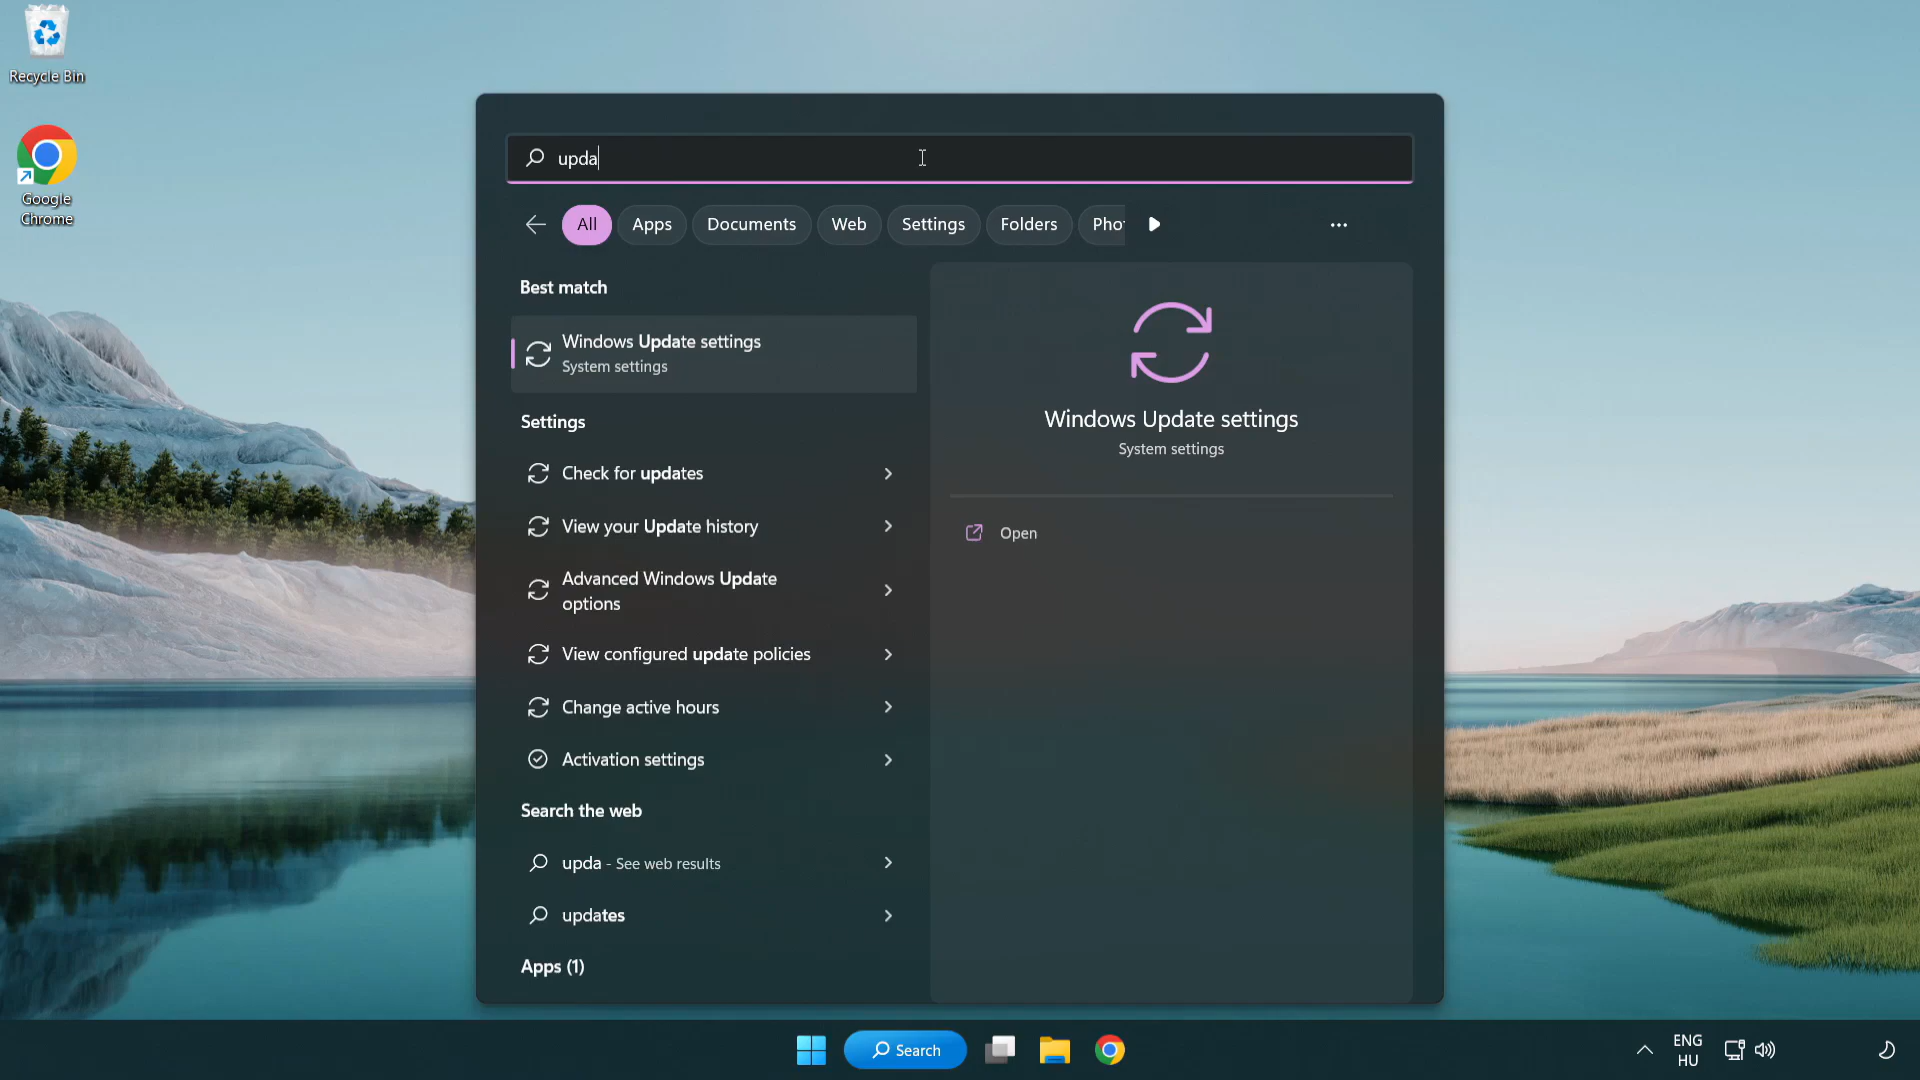 Recycle Bin
Google
Chrome
upda
All
Apps
Documents
Web
Settings
Folders
Pho
Best match
Windows Update settings
System settings
Settings
Check for updates
View your Update history
Advanced Windows Update
options
View configured update policies
Change active hours
Activation settings
Search the web
upda - See web results
updates
Apps (1)
Windows Update settings
System settings
Open
Search
ENG
HU